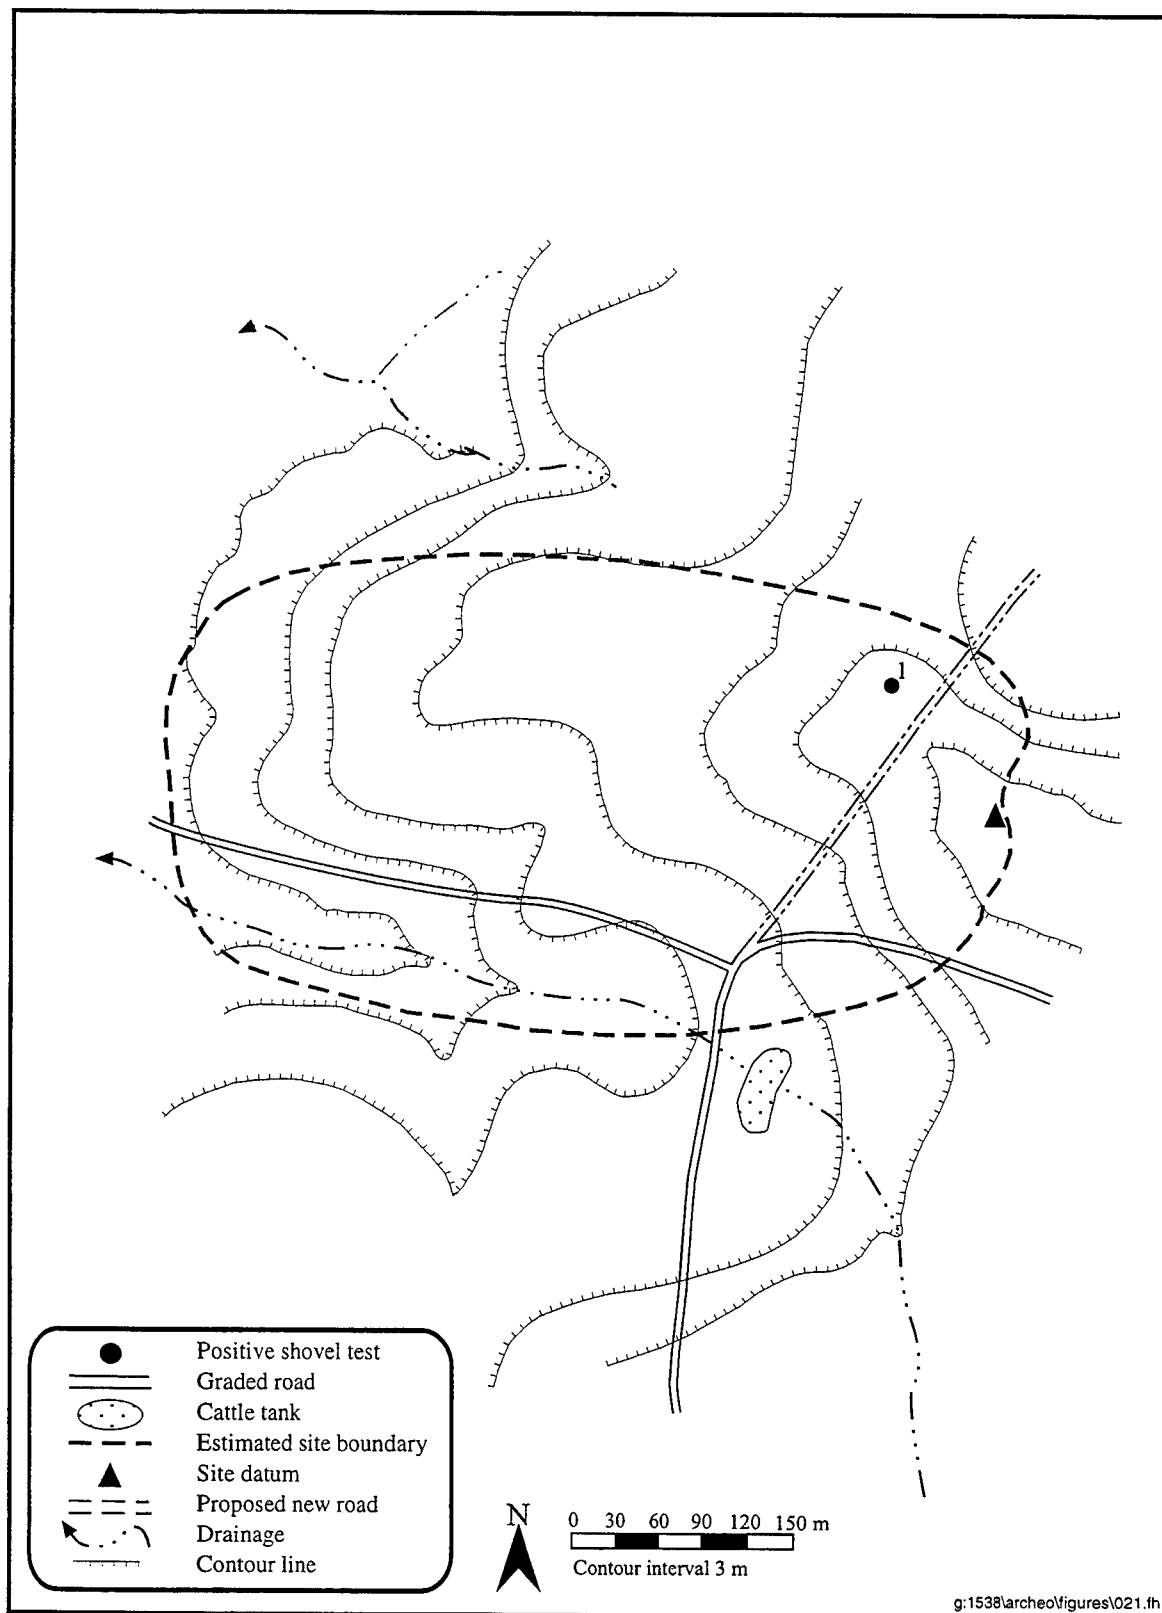 1
Positive shovel test
Graded road
Cattle tank
Estimated site boundary
Site datum
Proposed new road
Drainage
Contour line
N
0 30 60 90 120 150 m
Contour interval 3 m
g:1538\archeo\figures\021.fh